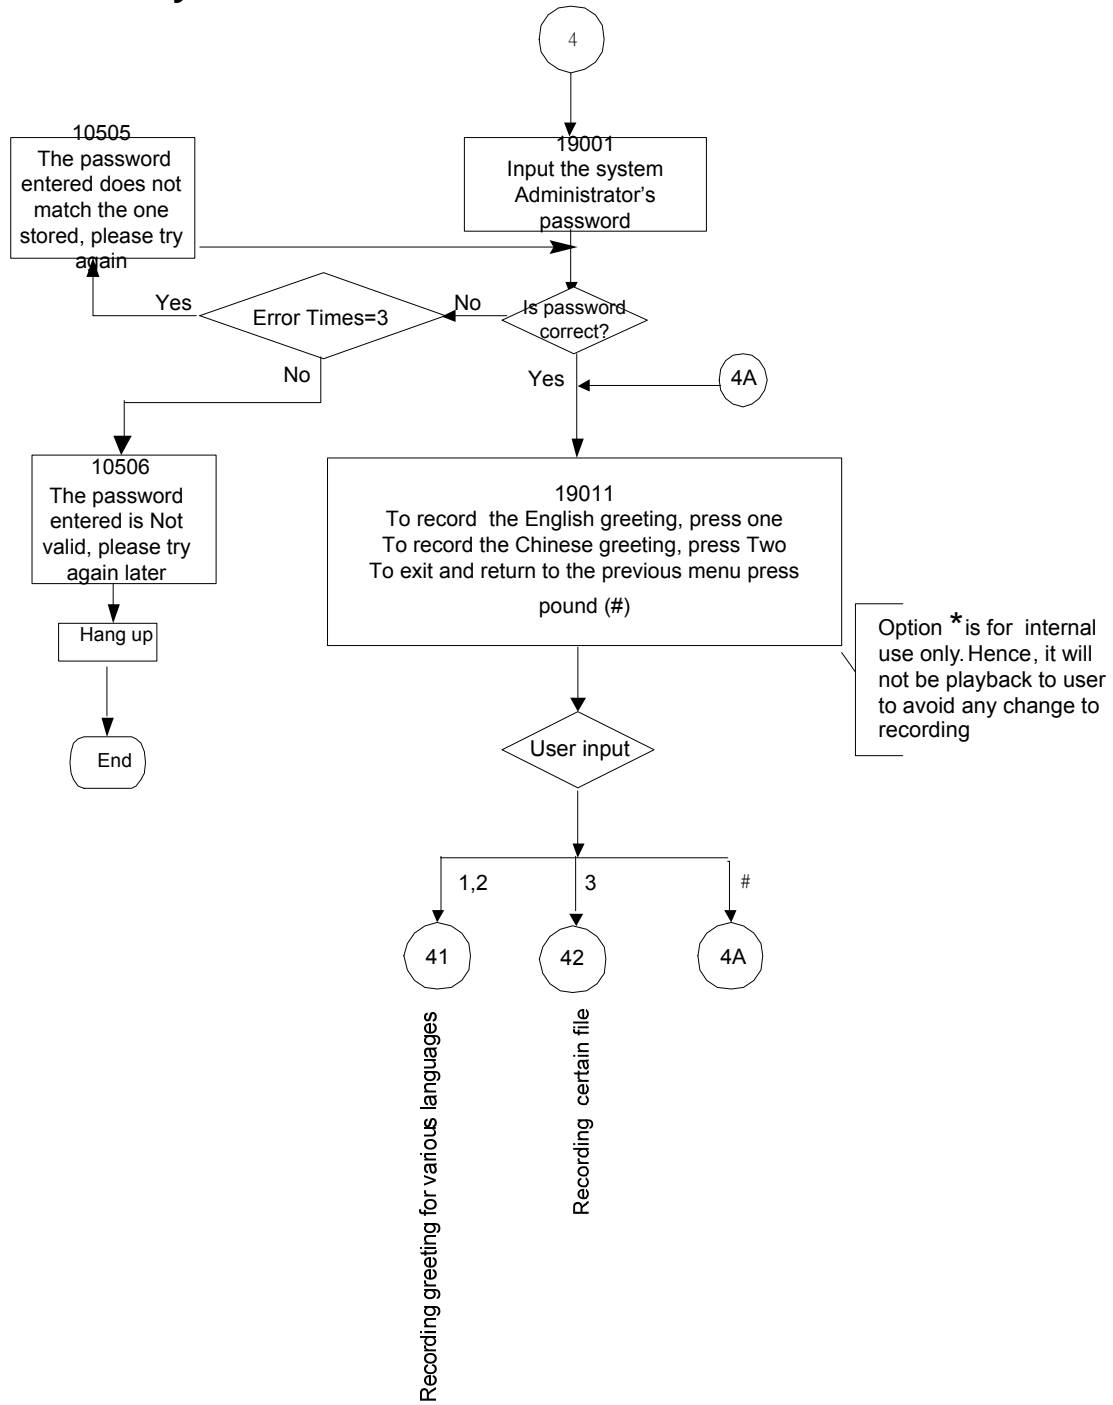 4
10505
The password
entered does not
match the one
stored, please try
again
19001
Input the system
Administrator's
password
Yes
Error Times=3
No
Is password
correct?
No
Yes
4A
10506
The password
entered is Not
valid, please try
again later
Hang up
End
19011
To record the English greeting, press one
To record the Chinese greeting, press Two
To exit and return to the previous menu press
pound (#)
Option * is for internal
use only. Hence, it will
not be playback to user
to avoid any change to
recording
User input
1,2
3
#
41
42
4A
Recording greeting for various languages
Recording certain file